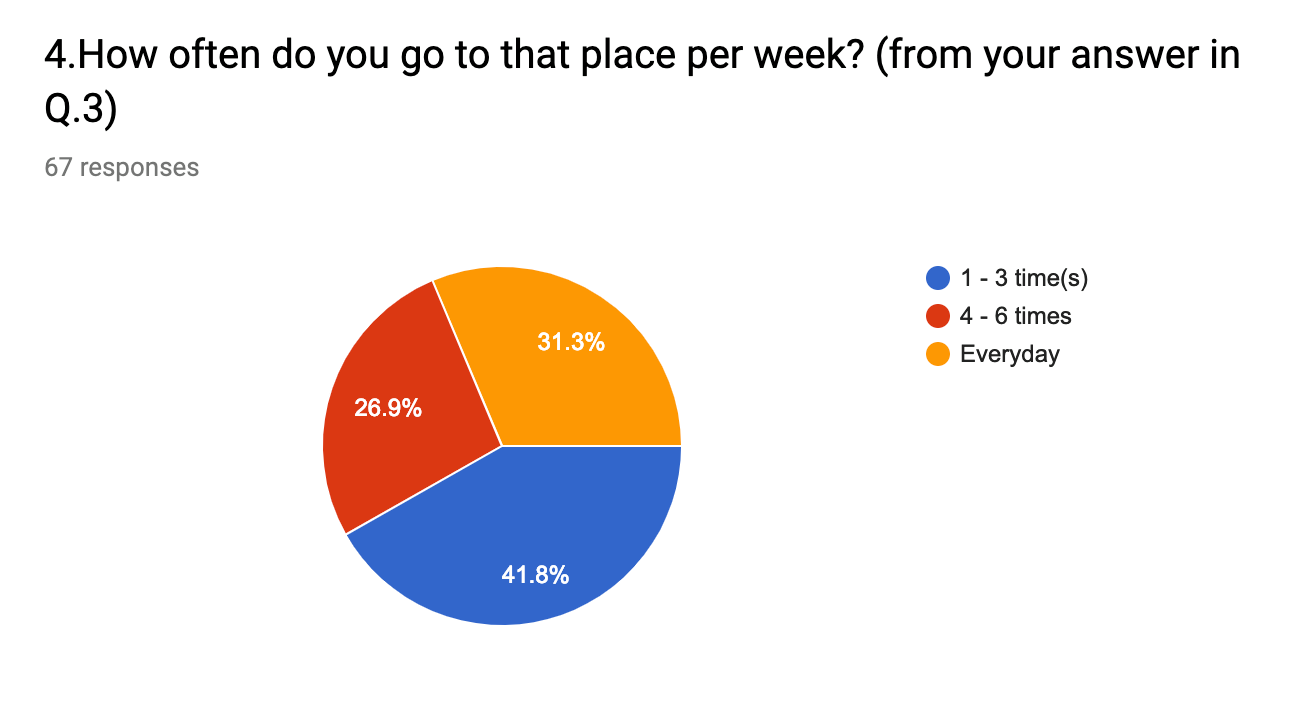 4.How often do you go to that place per week? (from your answer in
Q.3)
67 responses
1 - 3 time(s)
4 - 6 times
Everyday
31.3%
26.9%
41.8%